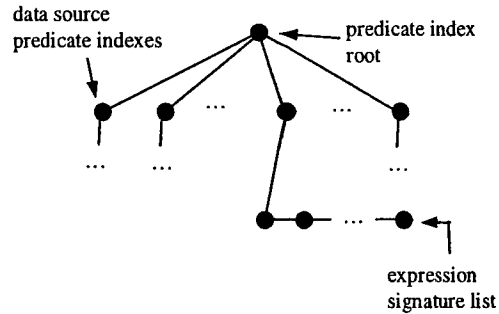 data source
predicate indexes
predicate index
root
...
...
...
...
...
...
expression
signature list